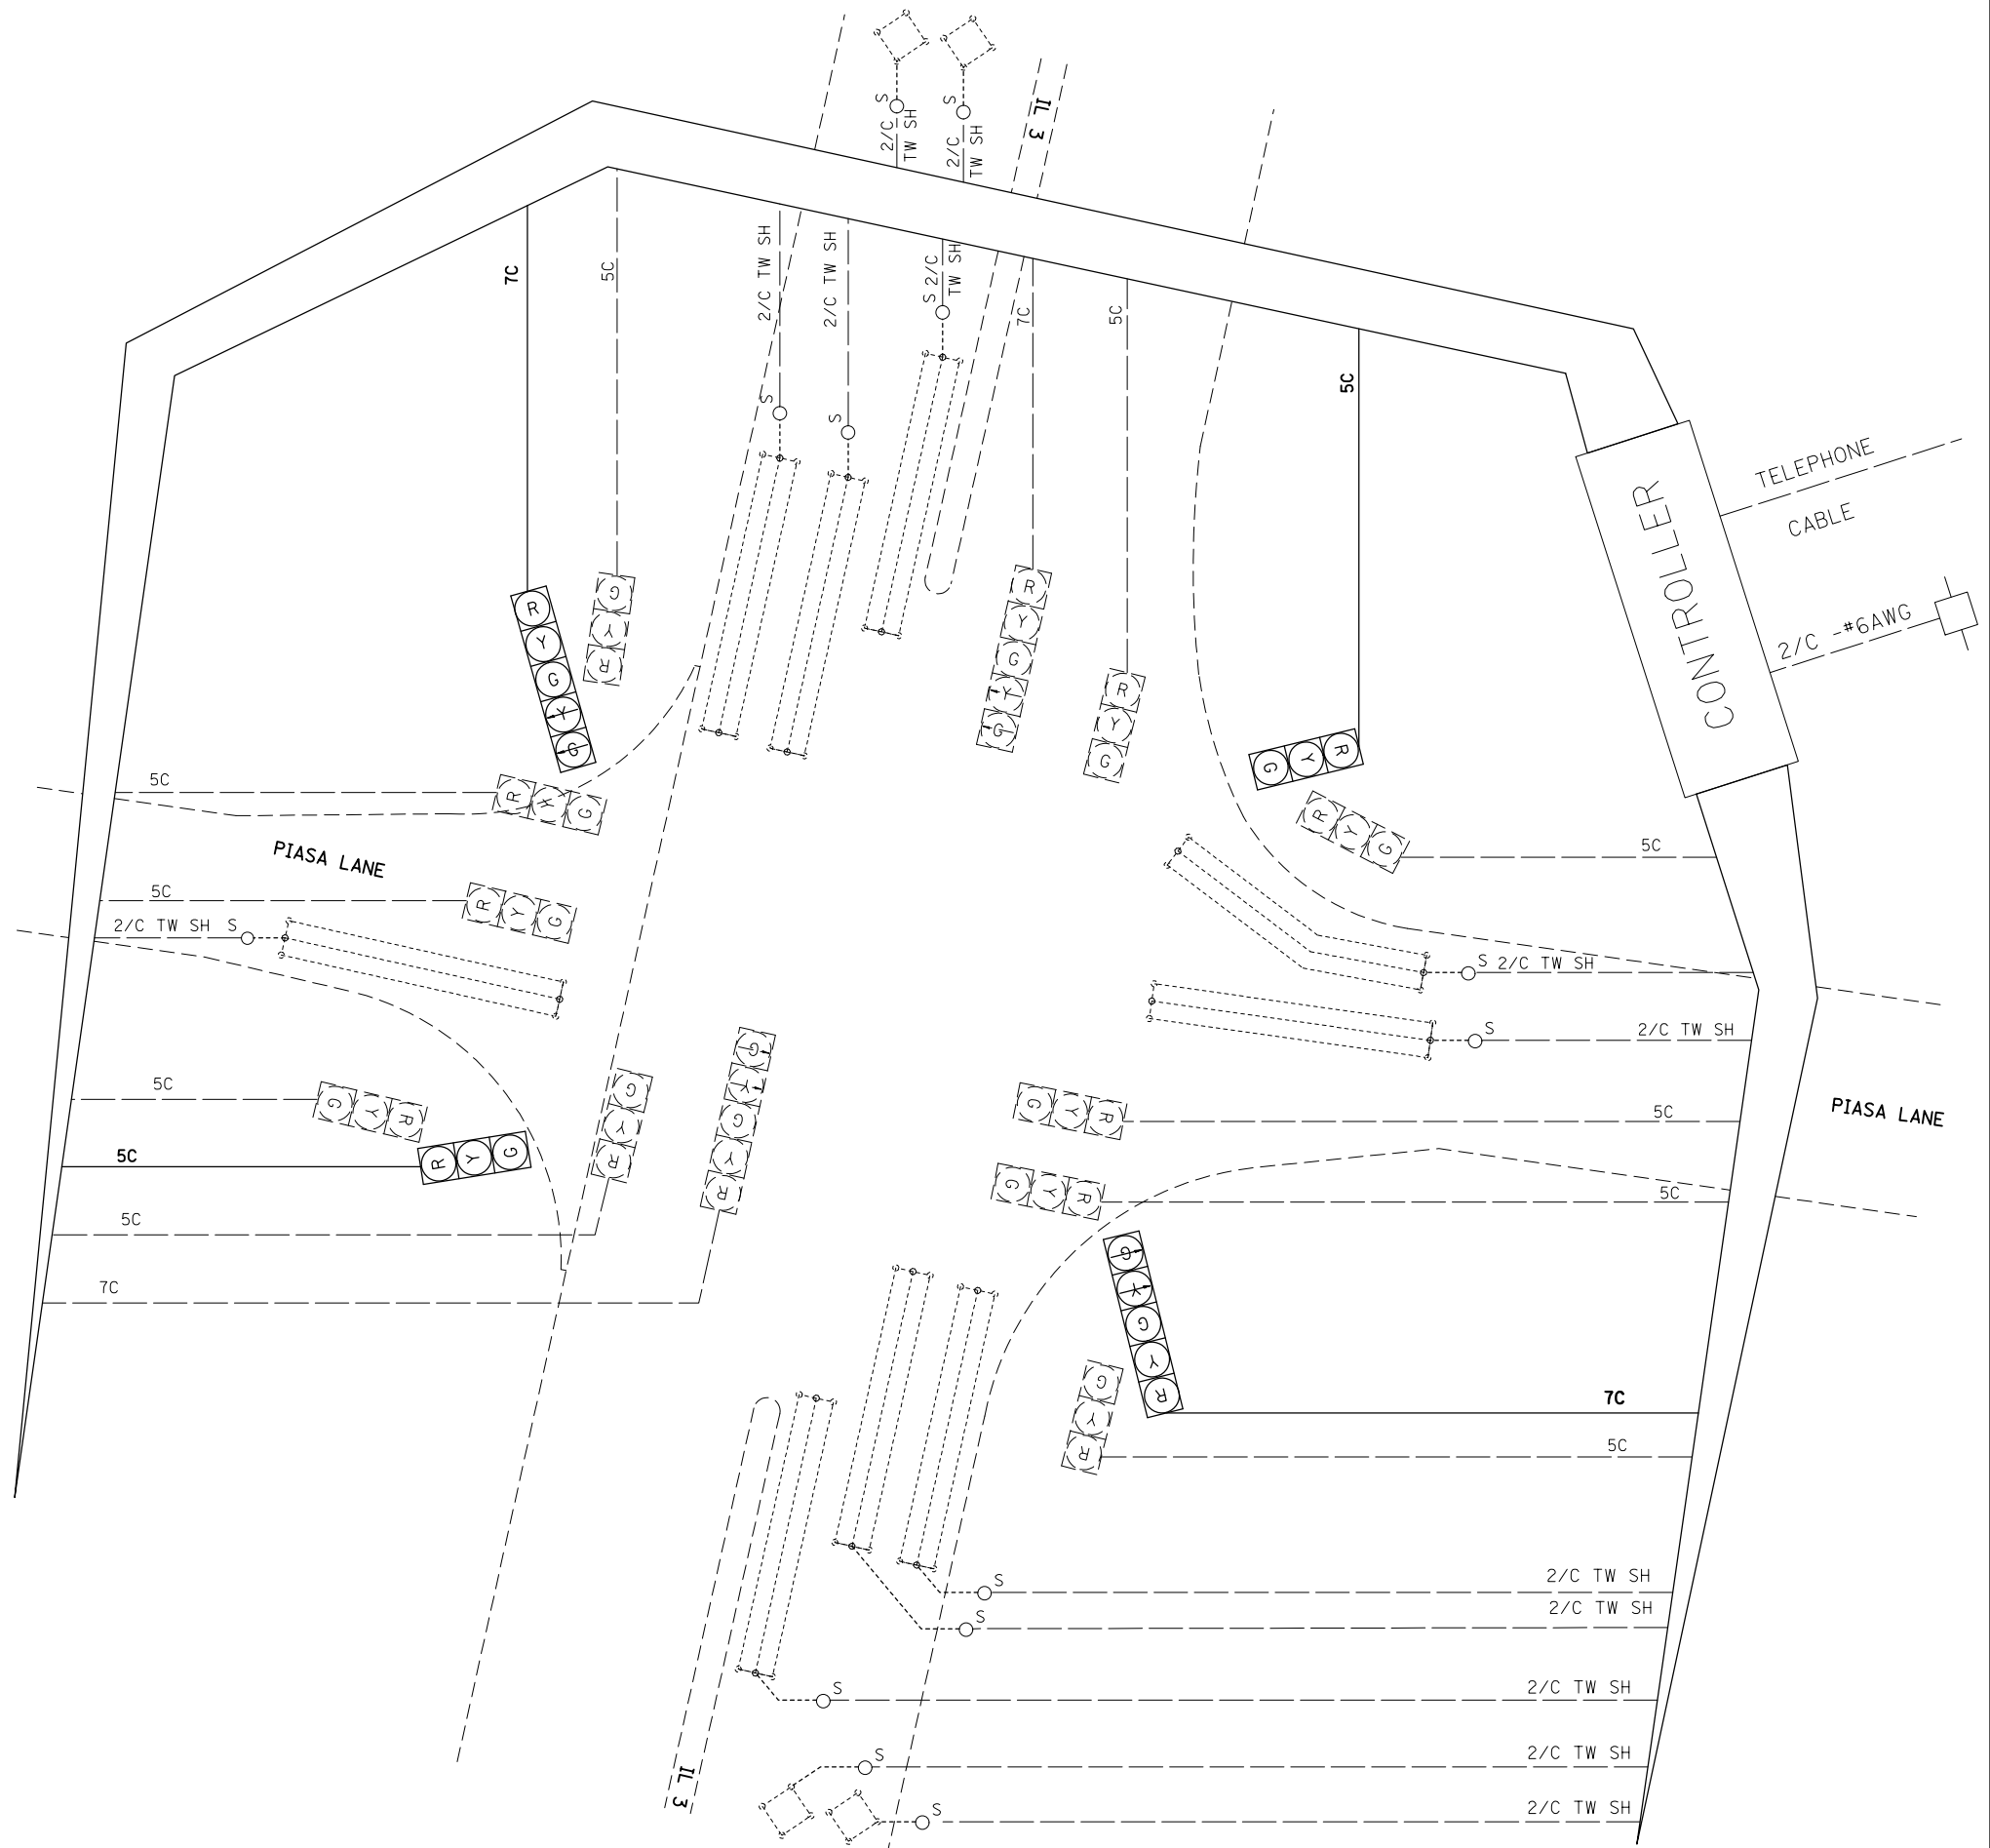 S
2/C
TW SH
S
2/C
TW SH
IL 3
7C
5C
2/C TW SH
2/C TW SH
S 2/C
TW SH
7C
5C
5C
S
S
TELEPHONE
CABLE
CONTROLLER
2/C -#6AWG
R
Y
G
Y
G
G
Y
R
R
Y
G
Y
G
R
Y
G
G Y R
R Y G
5C
5C
R Y G
PIASA LANE
5C
R Y G
2/C TW SH S
S 2/C TW SH
S
2/C TW SH
5C
G Y R
5C
R Y G
G
Y
R
G
Y
G
Y
R
5C
7C
G Y R
5C
PIASA LANE
G Y R
5C
G
Y
G
Y
R
7C
G
Y
R
5C
S
2/C TW SH
S
2/C TW SH
S
2/C TW SH
IL 3
S
2/C TW SH
S
2/C TW SH